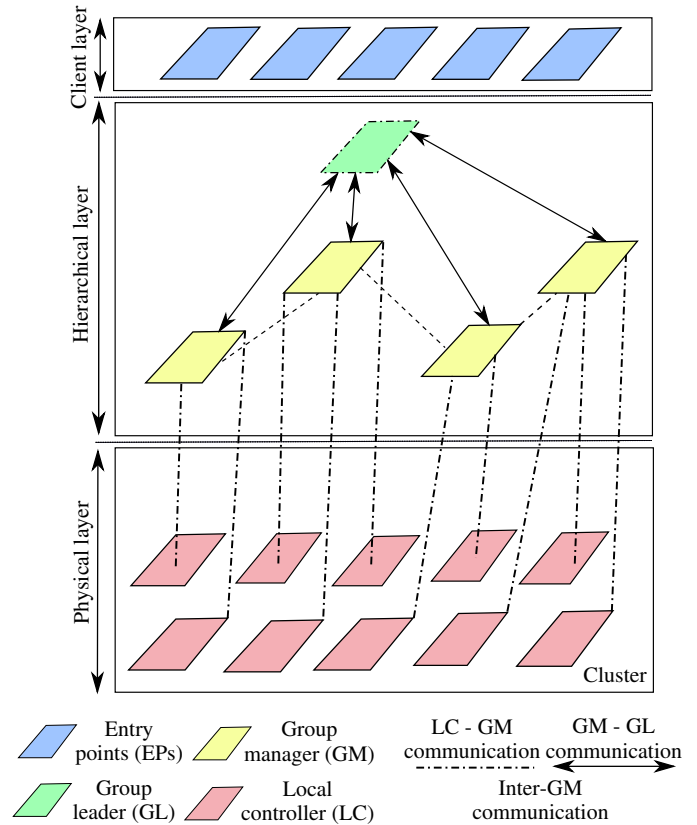 Client layer
Hierarchical layer
Physical layer
Cluster
Entry
points (EPs)
Group
manager (GM)
LC - GM
communication
GM - GL
communication
Group
leader (GL)
Local
controller (LC)
Inter-GM
communication